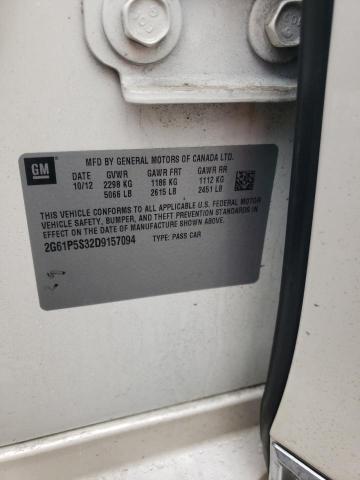 GM
MFD BY GENERAL MOTORS OF CANADA LTD.
DATE GVWR GAWR FRT GAWR RR
10/12 2298 KG 1186 KG 1112 KG
5066 LB 2615 LB 2451 LB
THIS VEHICLE CONFORMS TO ALL APPLICABLE U.S. FEDERAL MOTOR
VEHICLE SAFETY, BUMPER, AND THEFT PREVENTION STANDARDS IN
EFFECT ON THE DATE OF MANUFACTURE SHOWN ABOVE.
2G61P5S32D9157094 TYPE: PASS CAR